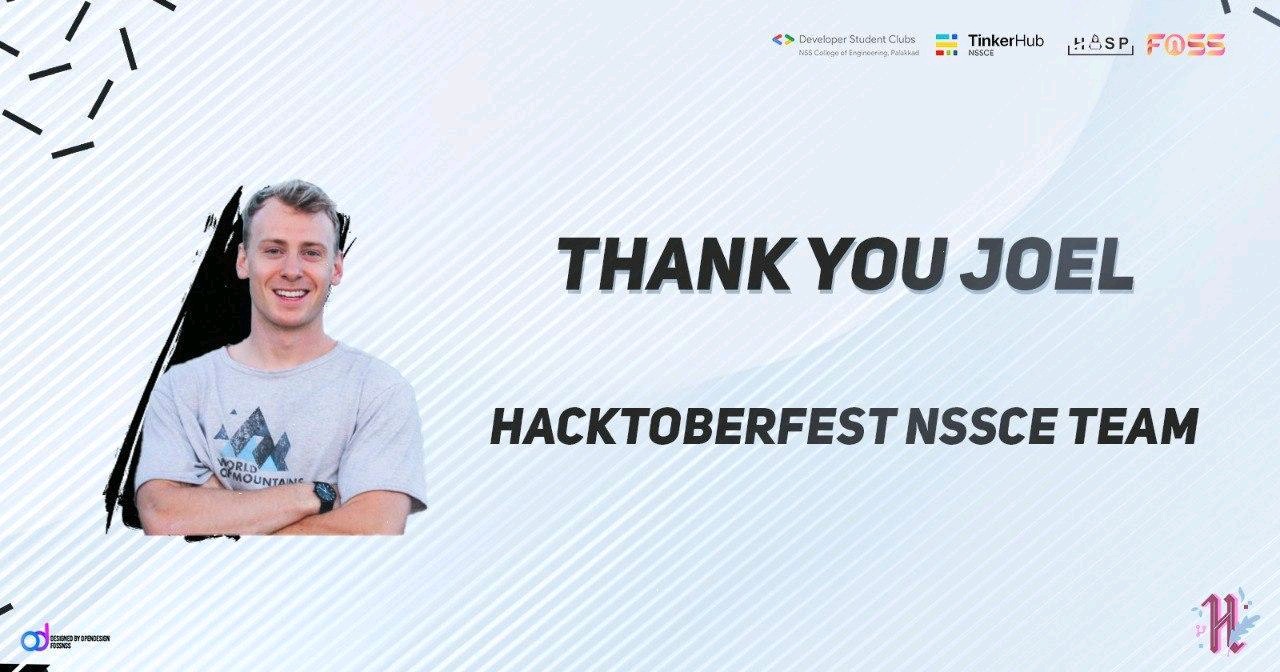 Developer Student Clubs
NSS College of Engineering, Palakkad
TinkerHub
NSSCE
HASP
FOSS
THANK YOU JOEL
HACKTOBERFEST NSSCE TEAM
WORLD
OF MOUNTAINS
DESIGNED BY OPENDESIGN
FOSSNSS
H